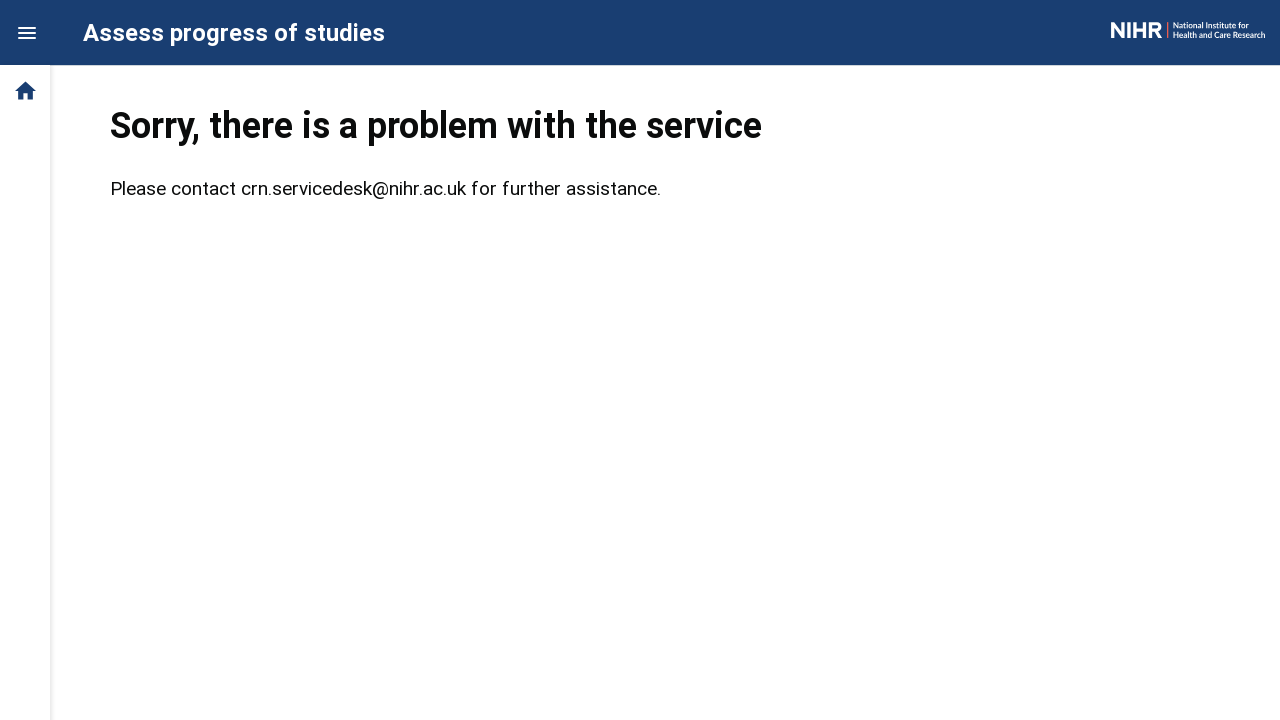 Assess progress of studies
NIHR
National Institute for
Health and Care Research
Sorry, there is a problem with the service
Please contact crn.servicedesk@nihr.ac.uk for further assistance.